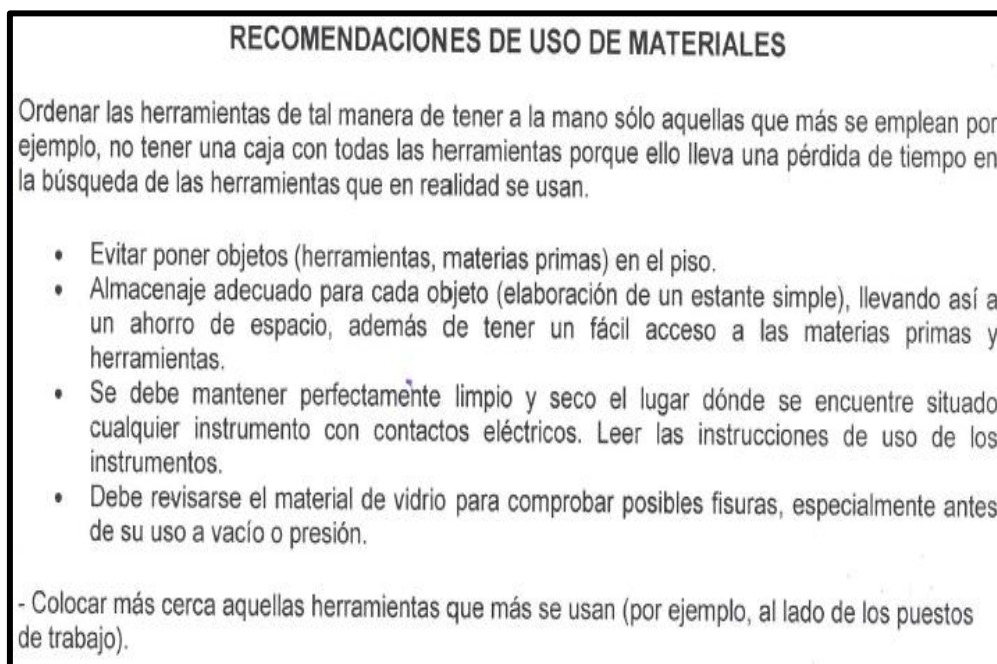 RECOMENDACIONES DE USO DE MATERIALES
Ordenar las herramientas de tal manera de tener a la mano sólo aquellas que más se emplean por
ejemplo, no tener una caja con todas las herramientas porque ello lleva una pérdida de tiempo en
la búsqueda de las herramientas que en realidad se usan.
• Evitar poner objetos (herramientas, materias primas) en el piso.
• Almacenaje adecuado para cada objeto (elaboración de un estante simple), llevando así a
un ahorro de espacio, además de tener un fácil acceso a las materias primas y
herramientas.
• Se debe mantener perfectamente limpio y seco el lugar dónde se encuentre situado
cualquier instrumento con contactos eléctricos. Leer las instrucciones de uso de los
instrumentos.
• Debe revisarse el material de vidrio para comprobar posibles fisuras, especialmente antes
de su uso a vacío o presión.
- Colocar más cerca aquellas herramientas que más se usan (por ejemplo, al lado de los puestos
de trabajo).